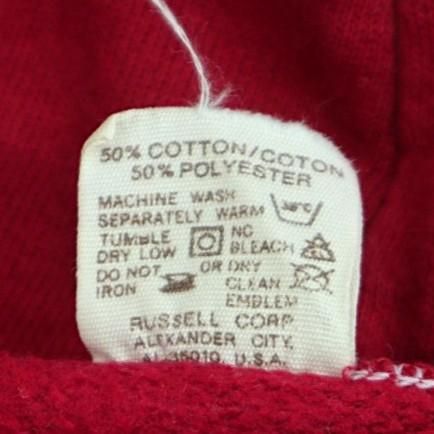 50% COTTON/COTON
50% POLYESTER
MACHINE WASH
SEPARATELY WARM
TUMBLE DRY LOW
NO BLEACH
DO NOT IRON
OR DRY CLEAN EMBLEM
RUSSELL CORP.
ALEXANDER CITY,
AL 35010, U.S.A.